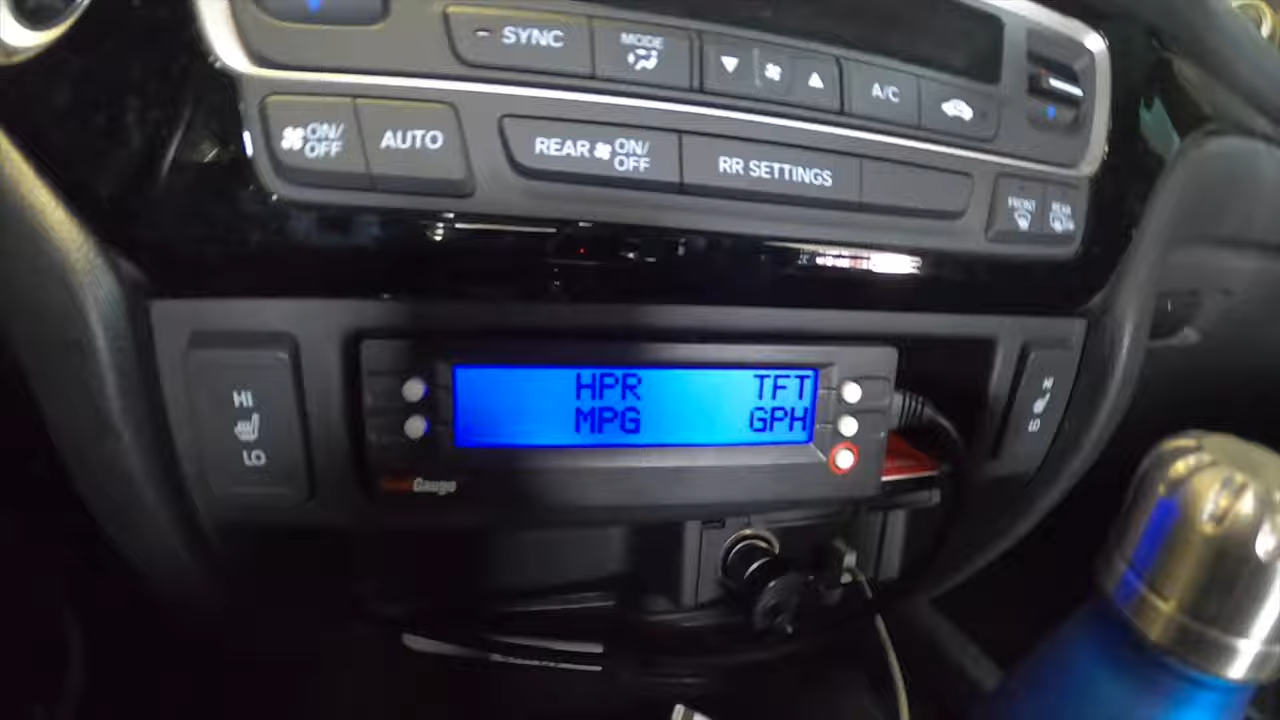 SYNC
MODE
A/C
ON/
OFF
AUTO
REAR ON/
OFF
RR SETTINGS
FRONT
REAR
HI
LO
HPR TFT
MPG GPH
Gauge
HI
LO